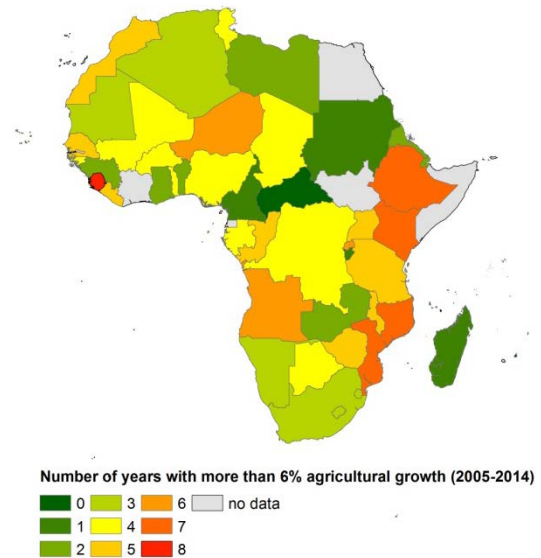 Number of years with more than 6% agricultural growth (2005-2014)
0 3 6 no data
1 4 7
2 5 8